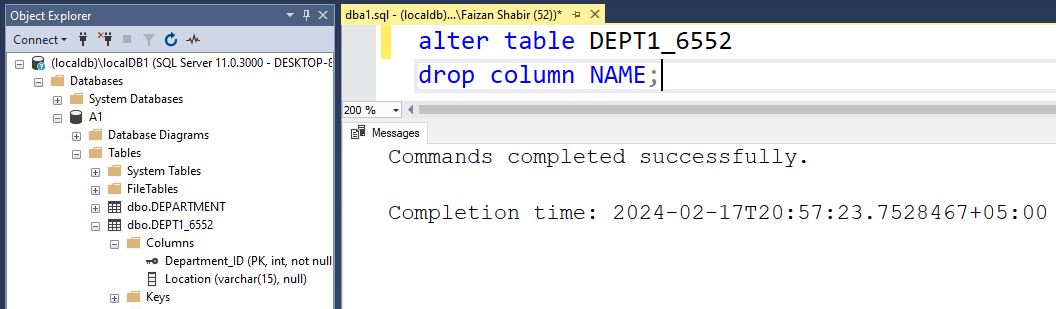 Object Explorer
Connect
(localdb)\localDB1 (SQL Server 11.0.3000 - DESKTOP-8
Databases
System Databases
A1
Database Diagrams
Tables
System Tables
FileTables
dbo.DEPARTMENT
dbo.DEPT1_6552
Columns
Department_ID (PK, int, not null
Location (varchar(15), null)
Keys
dba1.sql - (localdb)...\Faizan Shabir (52))*
alter table DEPT1_6552
drop column NAME;
200 %
Messages
Commands completed successfully.
Completion time: 2024-02-17T20:57:23.7528467+05:00